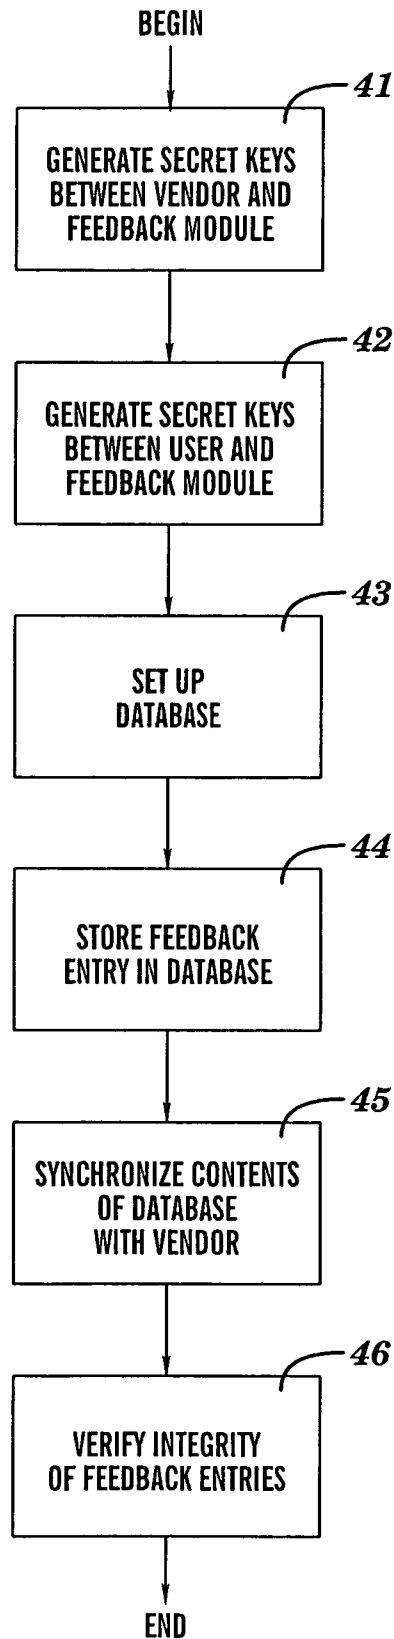 BEGIN
41
GENERATE SECRET KEYS
BETWEEN VENDOR AND
FEEDBACK MODULE
42
GENERATE SECRET KEYS
BETWEEN USER AND
FEEDBACK MODULE
43
SET UP
DATABASE
44
STORE FEEDBACK
ENTRY IN DATABASE
45
SYNCHRONIZE CONTENTS
OF DATABASE
WITH VENDOR
46
VERIFY INTEGRITY
OF FEEDBACK ENTRIES
END